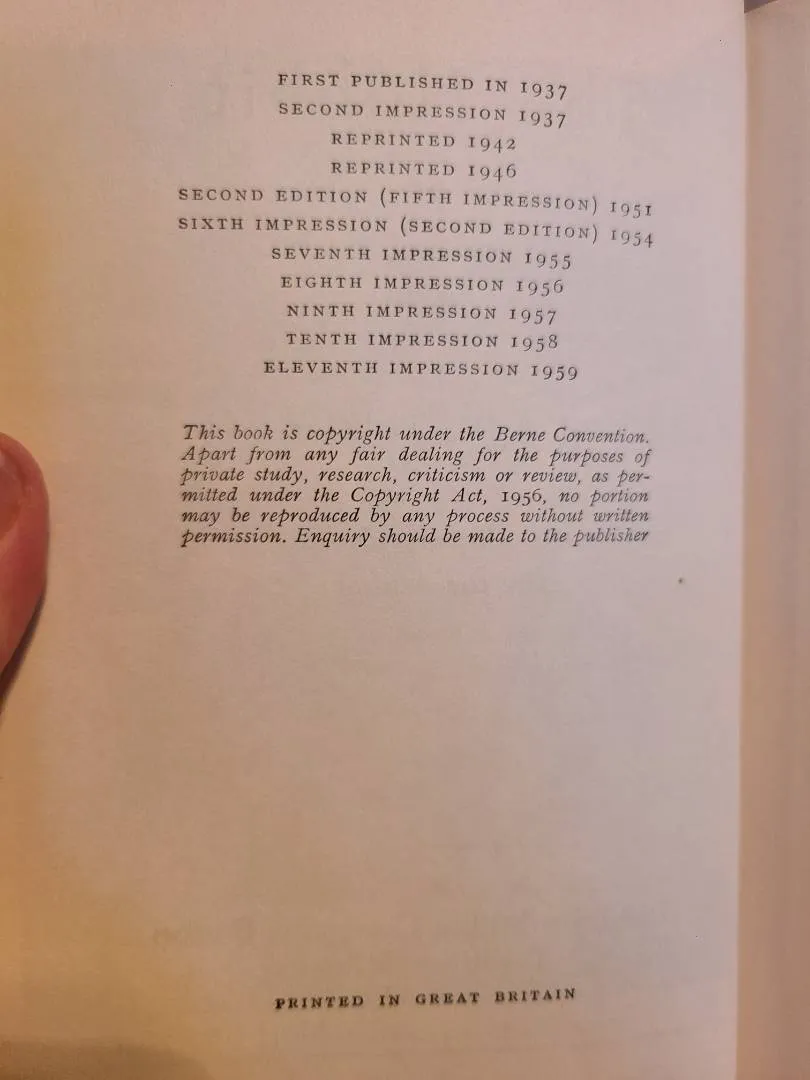 FIRST PUBLISHED IN 1937
SECOND IMPRESSION 1937
REPRINTED 1942
REPRINTED 1946
SECOND EDITION (FIFTH IMPRESSION) 1951
SIXTH IMPRESSION (SECOND EDITION) 1954
SEVENTH IMPRESSION 1955
EIGHTH IMPRESSION 1956
NINTH IMPRESSION 1957
TENTH IMPRESSION 1958
ELEVENTH IMPRESSION 1959
This book is copyright under the Berne Convention.
Apart from any fair dealing for the purposes of
private study, research, criticism or review, as per-
mitted under the Copyright Act, 1956, no portion
may be reproduced by any process without written
permission. Enquiry should be made to the publisher
PRINTED IN GREAT BRITAIN